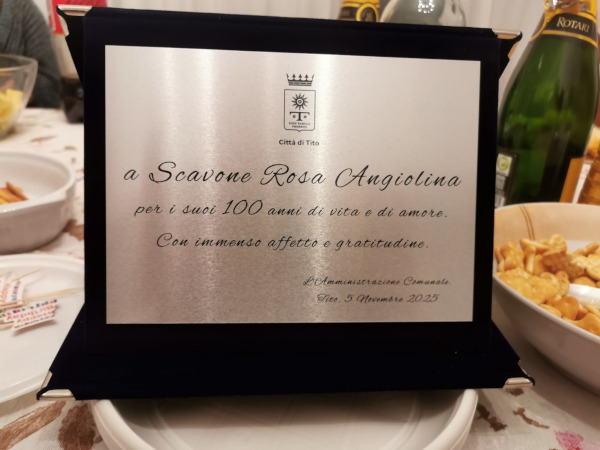 Città di Tito
a Scavone Rosa Angiolina
per i suoi 100 anni di vita e di amore.
Con immenso affetto e gratitudine.
L'Amministrazione Comunale.
Tito, 5 Novembre 2025
ROTARI